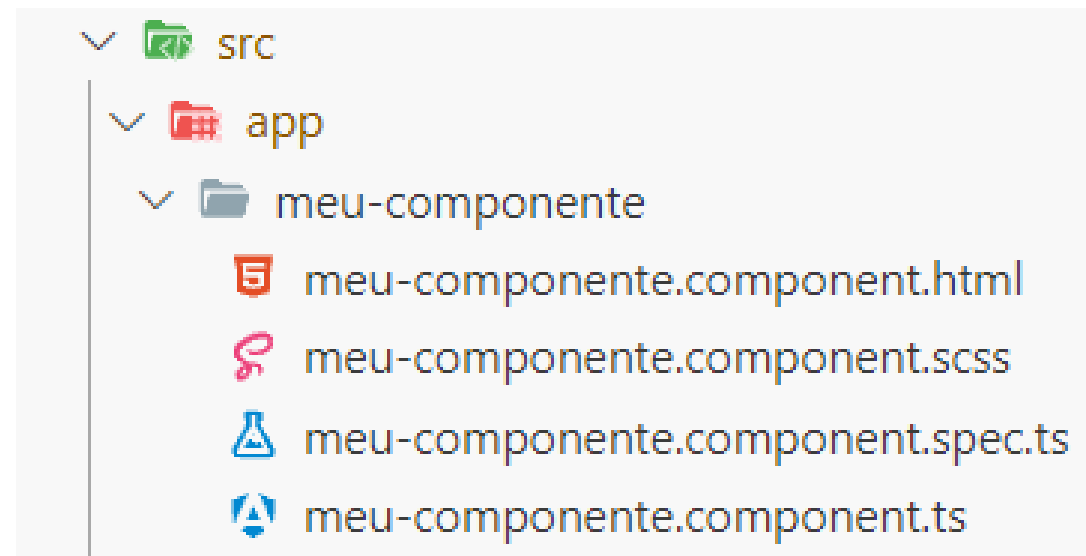 src
app
meu-componente
meu-componente.component.html
meu-componente.component.scss
meu-componente.component.spec.ts
meu-componente.component.ts